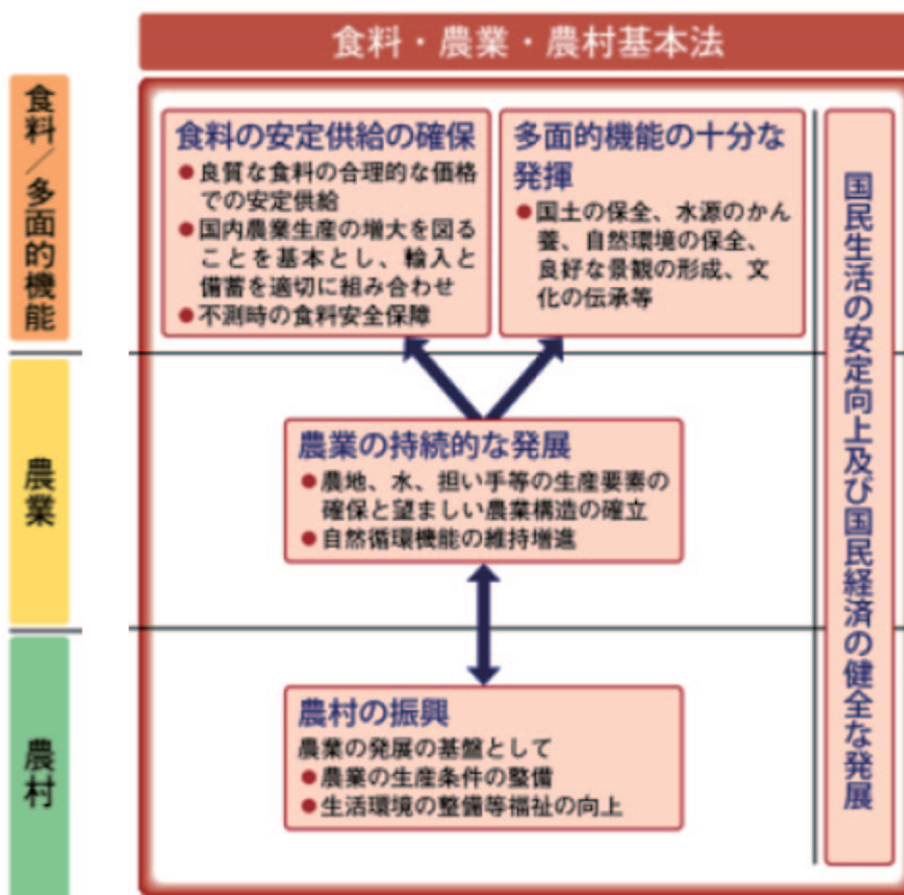 食料・農業・農村基本法
食料／多面的機能
食料の安定供給の確保
●良質な食料の合理的な価格
での安定供給
●国内農業生産の増大を図る
ことを基本とし、輸入と
備蓄を適切に組み合わせ
●不測時の食料安全保障
多面的機能の十分な
発揮
●国土の保全、水源のかん
養、自然環境の保全、
良好な景観の形成、文
化の伝承等
国民生活の安定向上及び国民経済の健全な発展
農業
農業の持続的な発展
●農地、水、担い手等の生産要素の
確保と望ましい農業構造の確立
●自然循環機能の維持増進
農村
農村の振興
農業の発展の基盤として
●農業の生産条件の整備
●生活環境の整備等福祉の向上